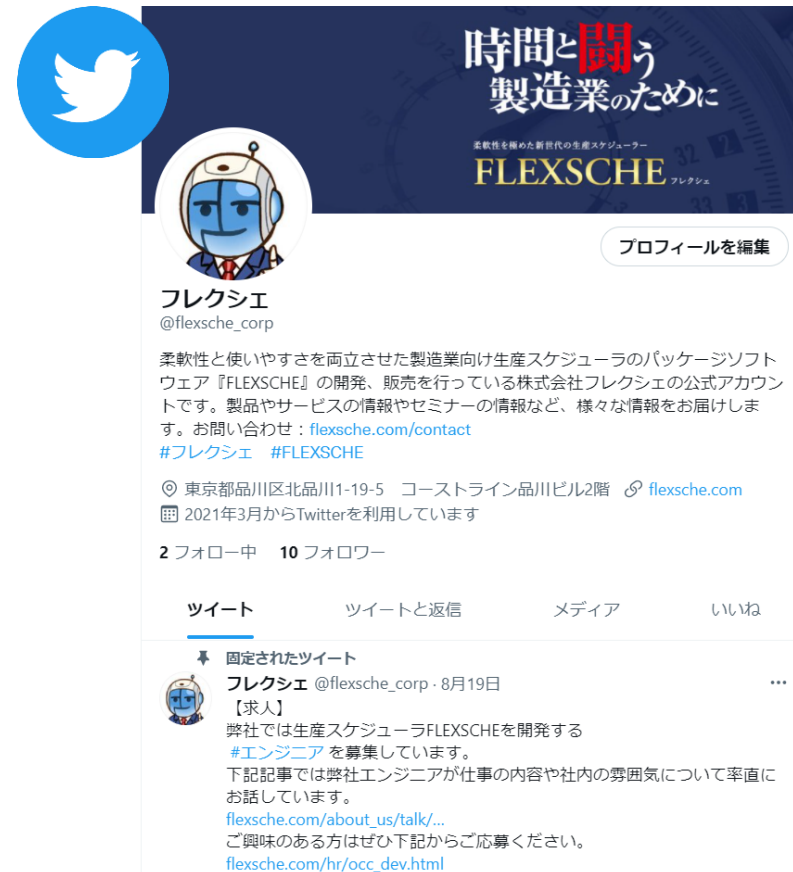 時間と闘う
製造業のために
柔軟性を極めた新世代の生産スケジューラー
FLEXSCHE フレクシェ
32 2
33 3
プロフィールを編集
フレクシェ
@flexsche_corp
柔軟性と使いやすさを両立させた製造業向け生産スケジューラのパッケージソフト
ウェア『FLEXSCHE』の開発、販売を行っている株式会社フレクシェの公式アカウン
トです。製品やサービスの情報やセミナーの情報など、様々な情報をお届けしま
す。お問い合わせ：flexsche.com/contact
#フレクシェ #FLEXSCHE
東京都品川区北品川1-19-5 コーストライン品川ビル2階 flexsche.com
2021年3月からTwitterを利用しています
2 フォロー中 10 フォロワー
ツイート ツイートと返信 メディア いいね
固定されたツイート
フレクシェ @flexsche_corp · 8月19日 …
【求人】
弊社では生産スケジューラFLEXSCHEを開発する
#エンジニア を募集しています。
下記記事では弊社エンジニアが仕事の内容や社内の雰囲気について率直に
お話しています。
flexsche.com/about_us/talk/...
ご興味のある方はぜひ下記からご応募ください。
flexsche.com/hr/occ_dev.html